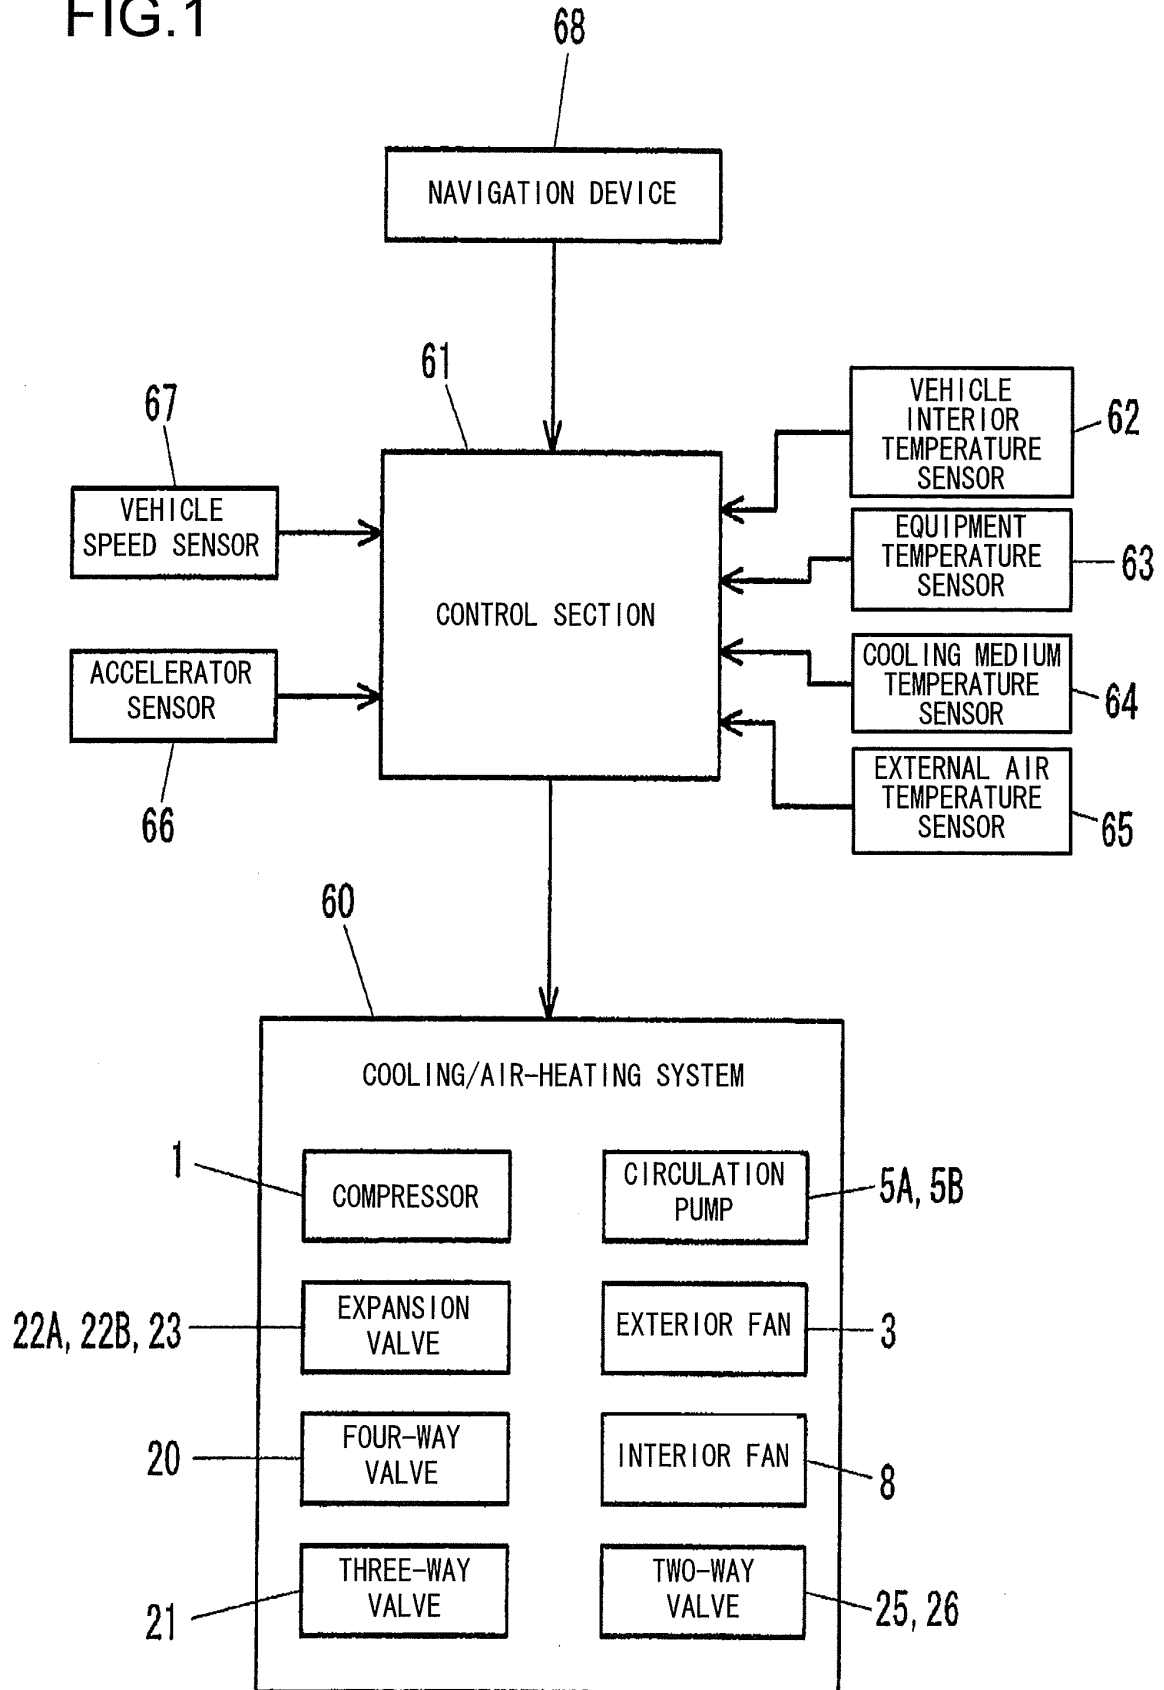 FIG.1
68
NAVIGATION DEVICE
61
67
VEHICLE
SPEED SENSOR
VEHICLE
INTERIOR
TEMPERATURE
SENSOR
62
EQUIPMENT
TEMPERATURE
SENSOR
63
CONTROL SECTION
ACCELERATOR
SENSOR
66
COOLING MEDIUM
TEMPERATURE
SENSOR
64
EXTERNAL AIR
TEMPERATURE
SENSOR
65
60
COOLING/AIR-HEATING SYSTEM
1
COMPRESSOR
CIRCULATION
PUMP
5A, 5B
22A, 22B, 23
EXPANSION
VALVE
EXTERIOR FAN
3
20
FOUR-WAY
VALVE
INTERIOR FAN
8
21
THREE-WAY
VALVE
TWO-WAY
VALVE
25, 26